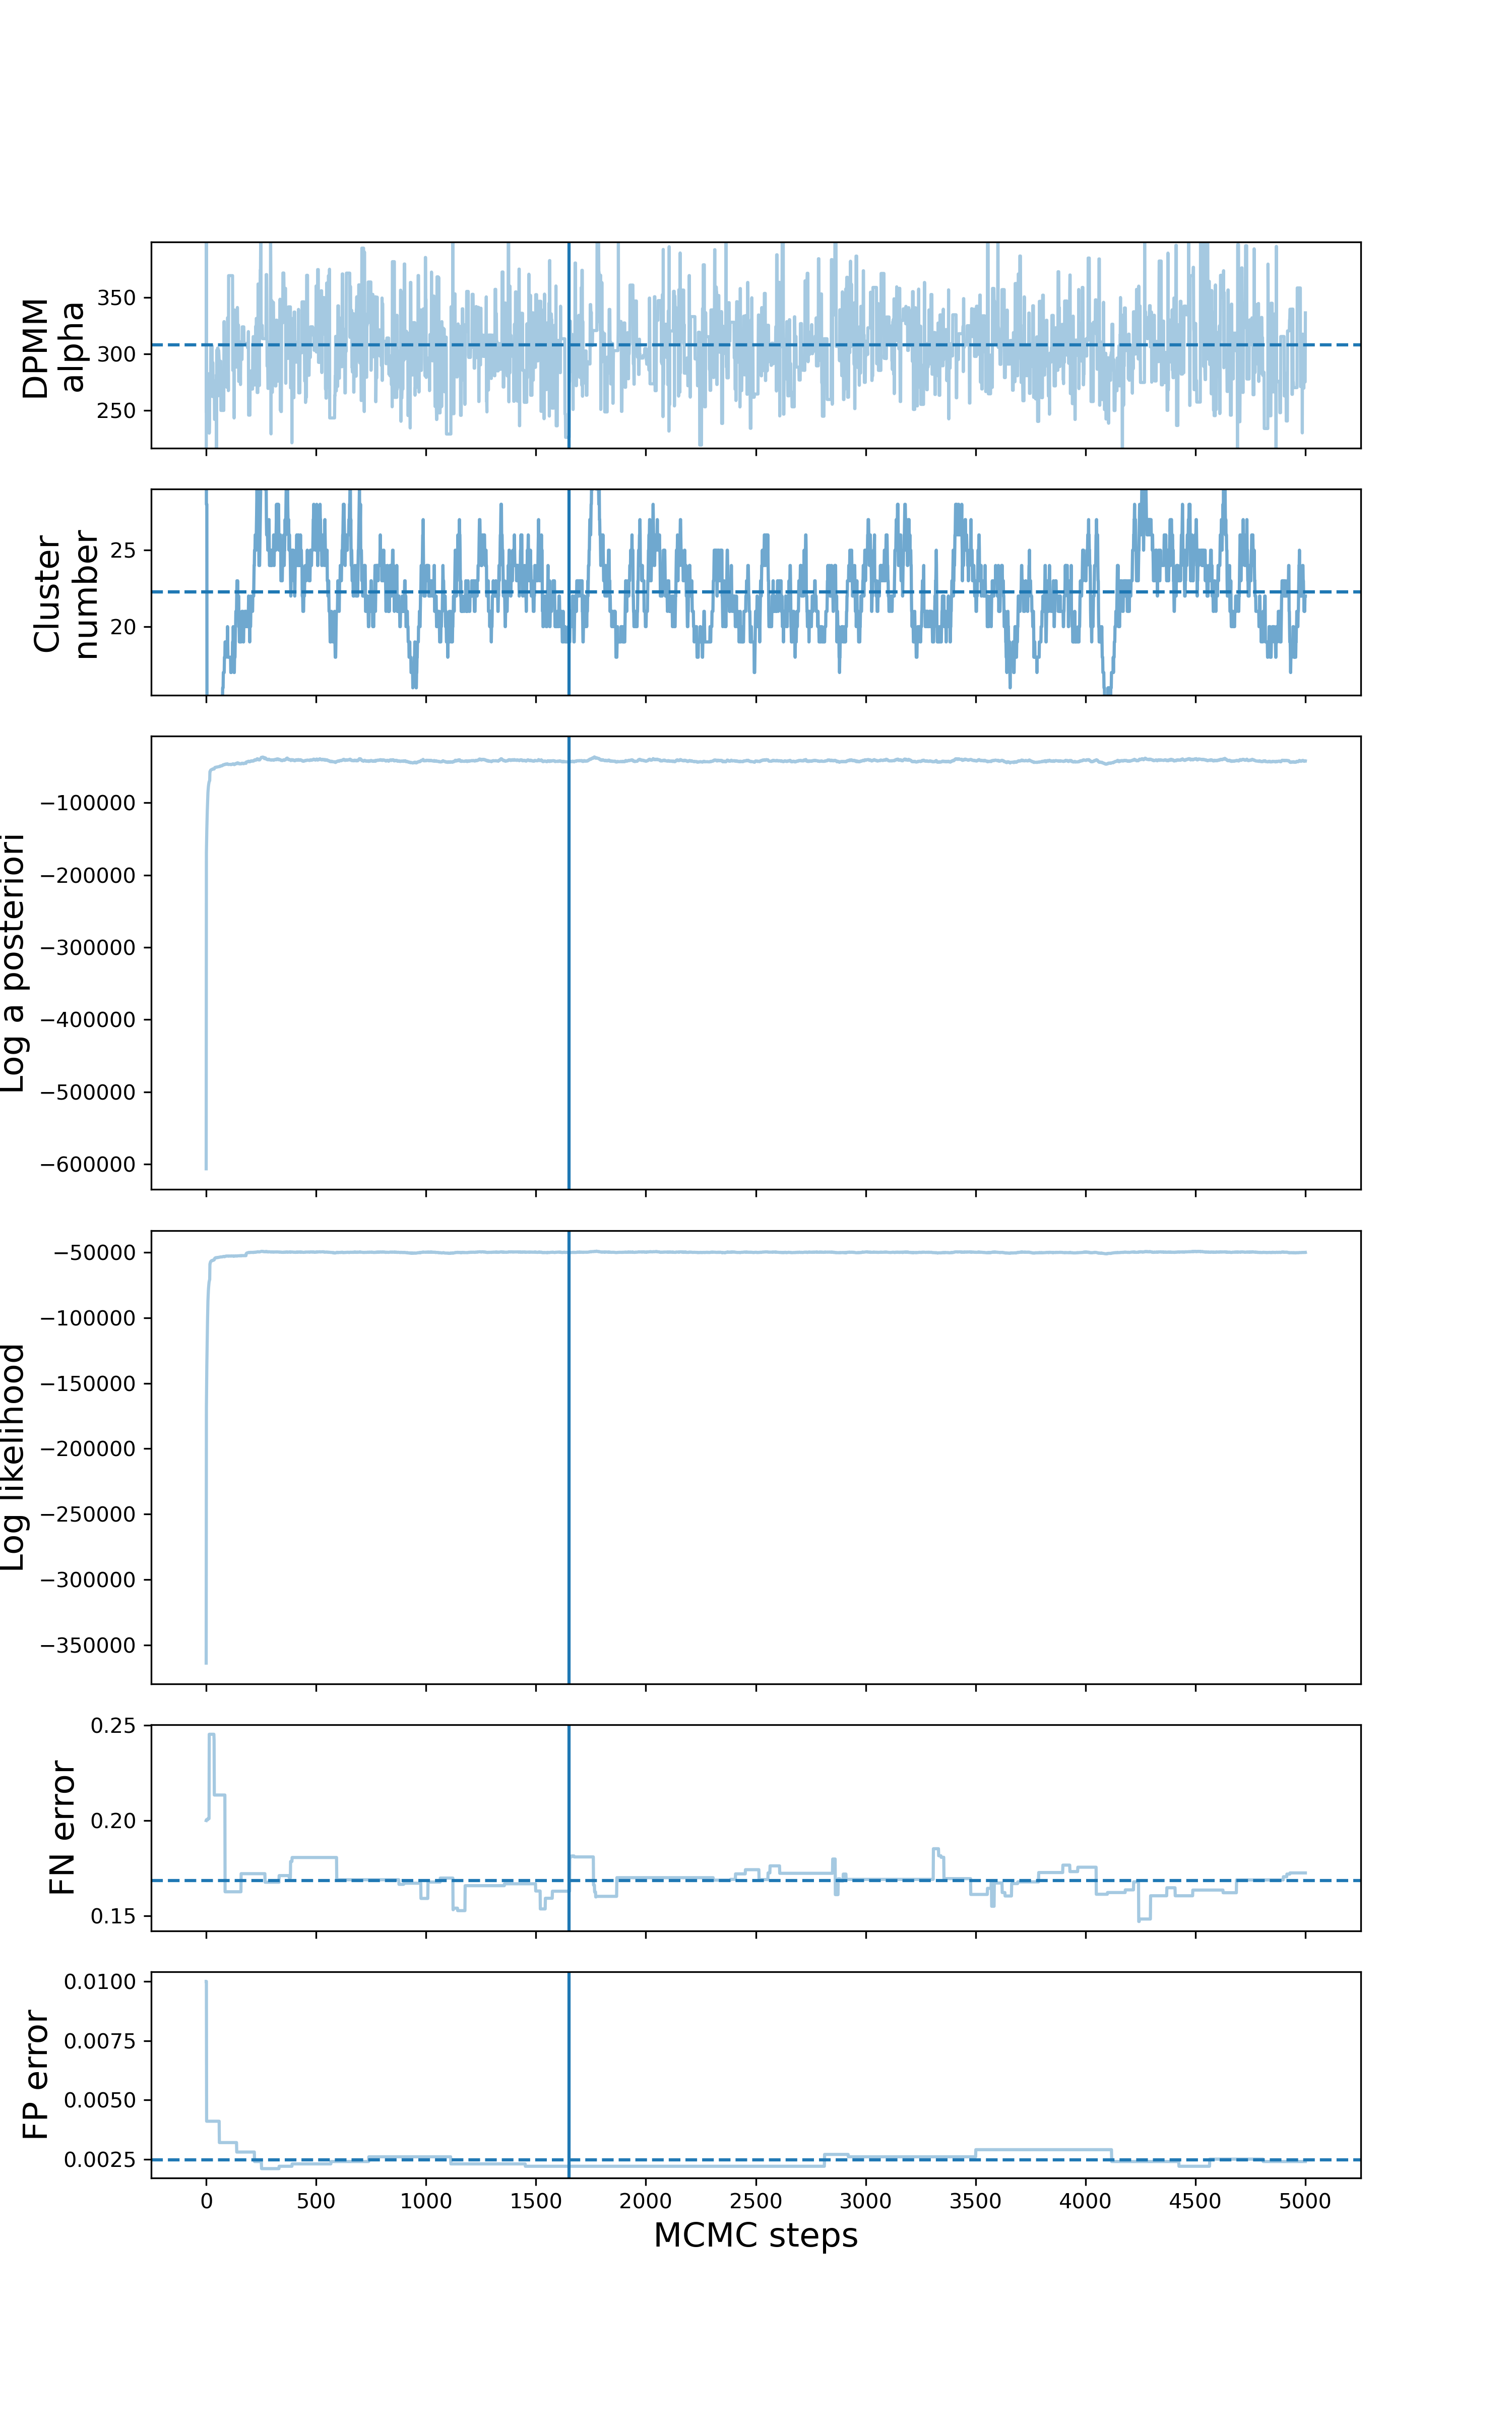 DPMM
alpha
350
300
250
Cluster
number
25
20
Log a posteriori
−100000
−200000
−300000
−400000
−500000
−600000
Log likelihood
−50000
−100000
−150000
−200000
−250000
−300000
−350000
FN error
0.25
0.20
0.15
FP error
0.0100
0.0075
0.0050
0.0025
0 500 1000 1500 2000 2500 3000 3500 4000 4500 5000
MCMC steps